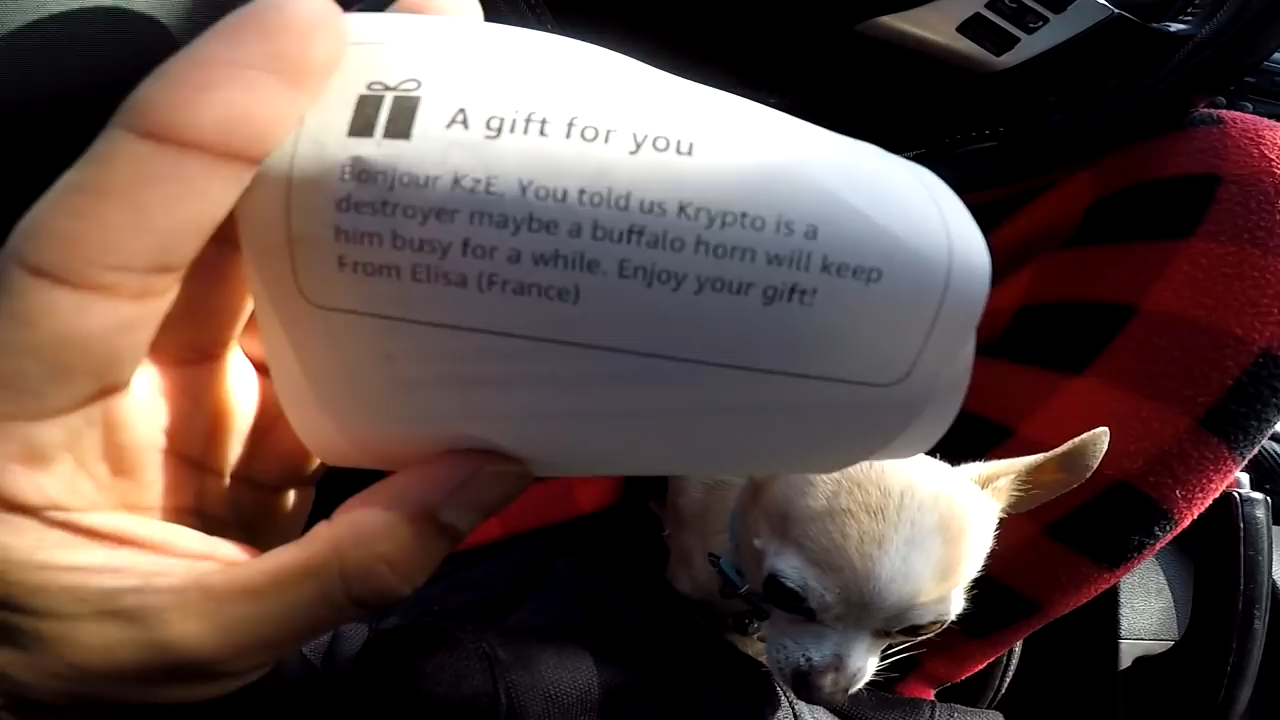 A gift for you
Bonjour KzE. You told us Krypto is a
destroyer maybe a buffalo horn will keep
him busy for a while. Enjoy your gift!
From Elisa (France)